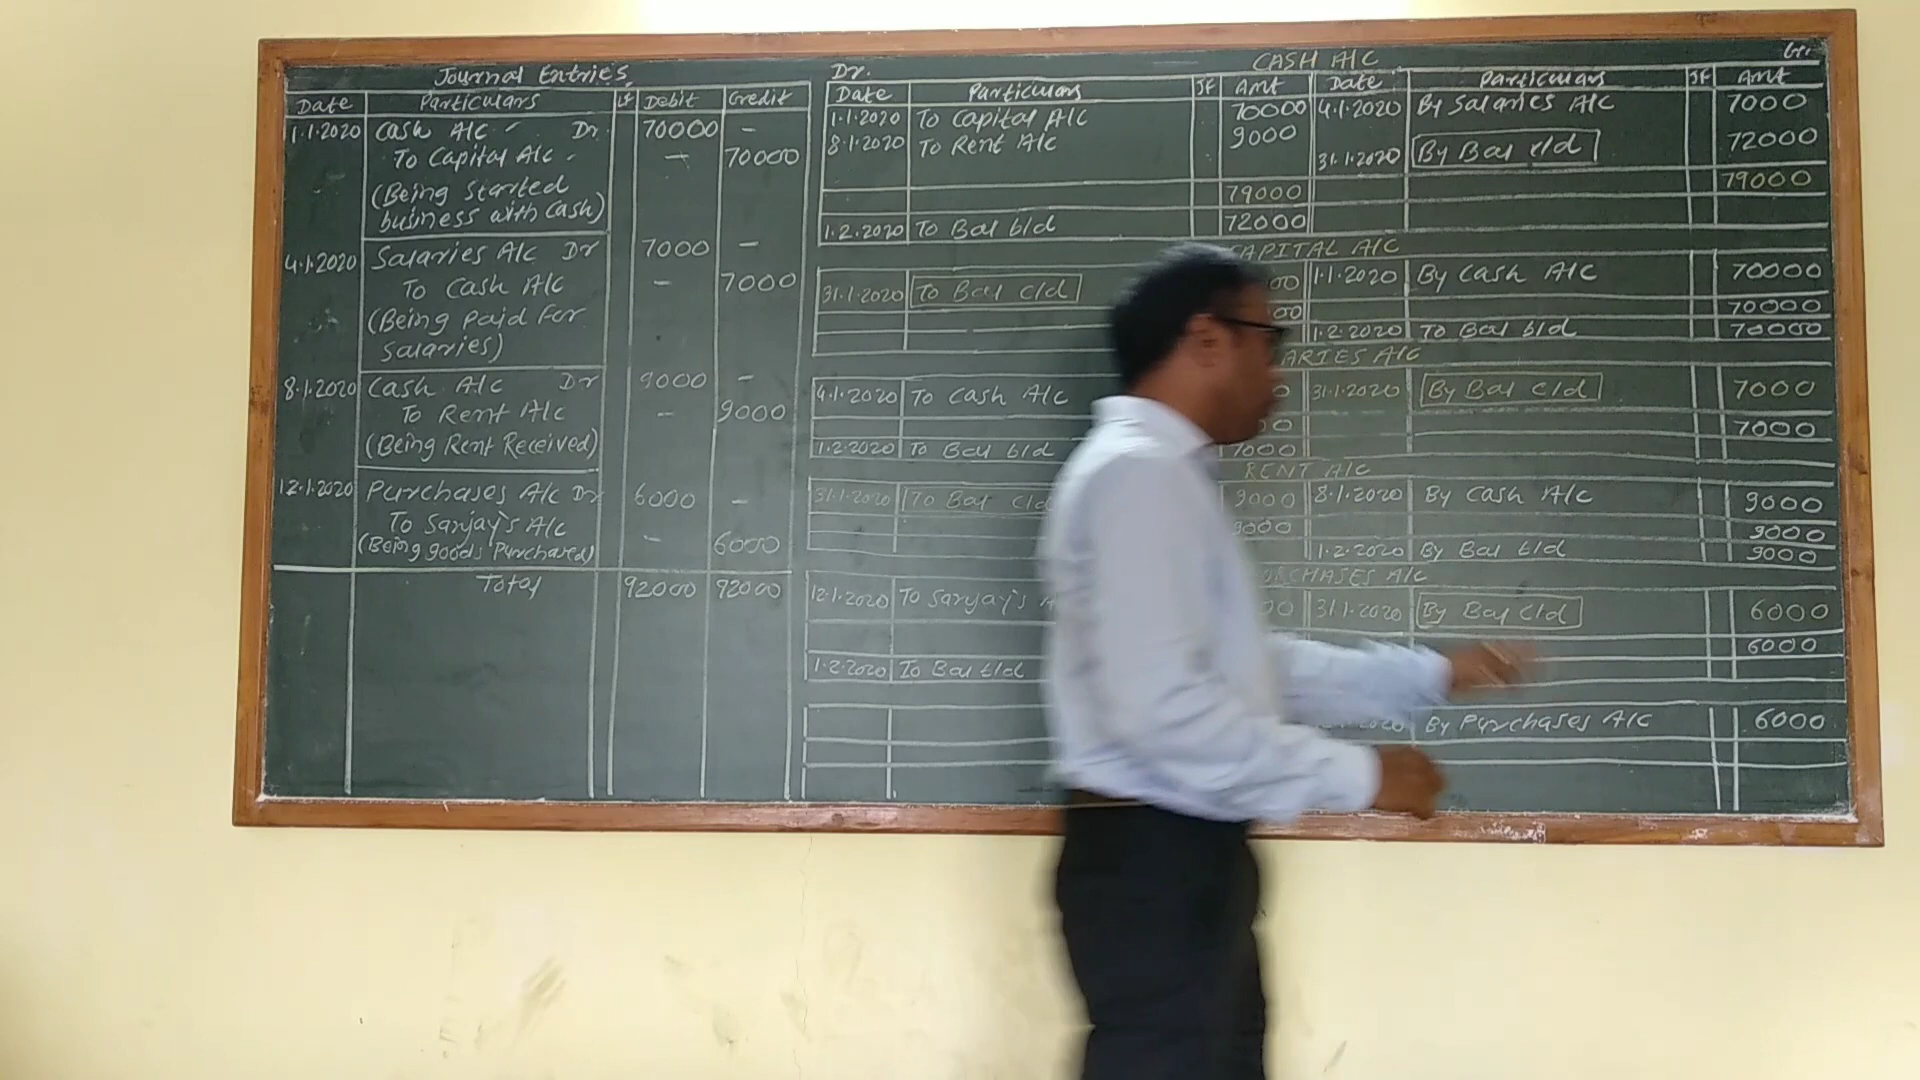 Journal Entries
Date Particulars LF Debit Credit
1.1.2020 Cash A/c Dr. 70000 -
To Capital A/c - 70000
(Being Started
business with Cash)
4.1.2020 Salaries A/c Dr 7000 -
To Cash A/c - 7000
(Being Paid For
Salaries)
8.1.2020 Cash A/c Dr 9000 -
To Rent A/c - 9000
(Being Rent Received)
12.1.2020 Purchases A/c Dr 6000 -
To Sanjay's A/c
(Being goods Purchased) - 6000
Total 92000 92000
Dr. CASH A/C Cr.
Date Particulars JF Amt Date Particulars JF Amt
1.1.2020 To Capital A/c 70000 4.1.2020 By Salaries A/c 7000
8.1.2020 To Rent A/c 9000 31.1.2020 By Bal c/d 72000
79000 79000
1.2.2020 To Bal b/d 72000
CAPITAL A/C
31.1.2020 To Bal c/d 1.1.2020 By Cash A/c 70000
70000
1.2.2020 To Bal b/d 70000
A/C
4.1.2020 To Cash A/c 31.1.2020 By Bal c/d 7000
7000
1.2.2020 To Bal b/d 7000
RENT A/C
31.1.2020 To Bal c/d 9000 8.1.2020 By Cash A/c 9000
9000 9000
1.2.2020 By Bal b/d 9000
PURCHASES A/C
12.1.2020 To Sanjay's 31.1.2020 By Bal c/d 6000
6000
1.2.2020 To Bal b/d
By Purchases A/c 6000